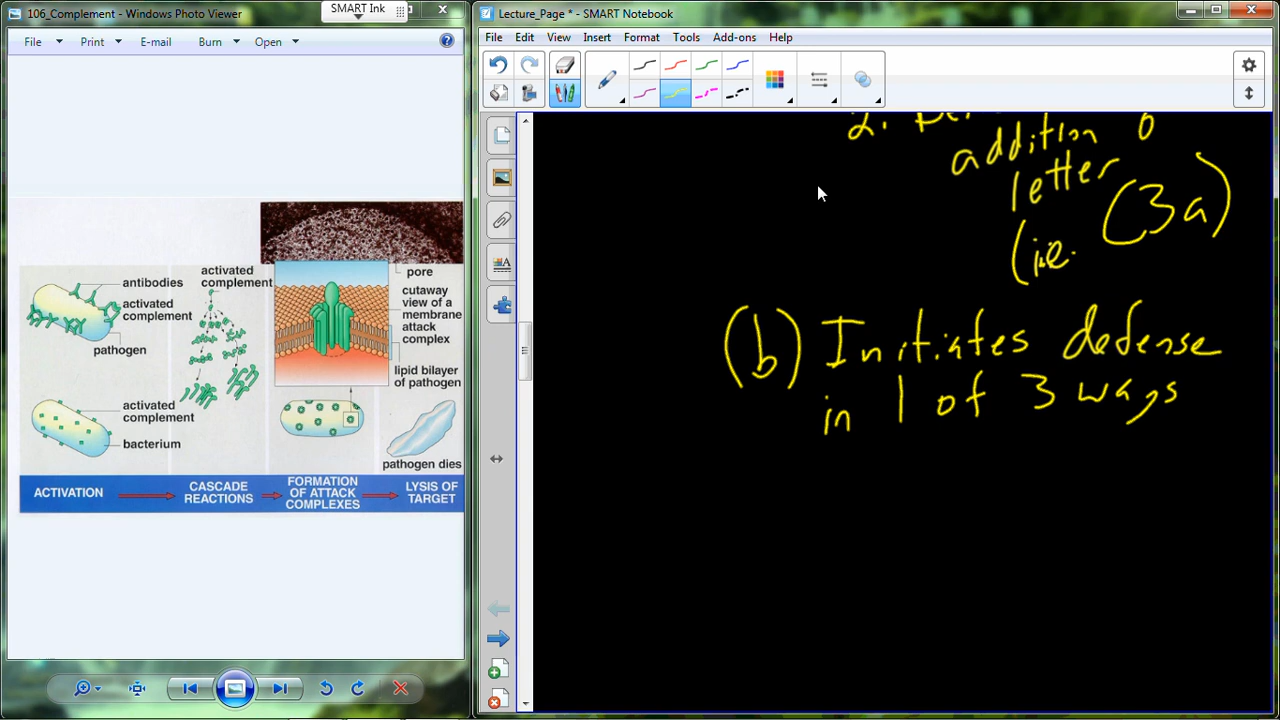 106_Complement - Windows Photo Viewer
SMART Ink
File Print E-mail Burn Open
antibodies
activated
complement
pathogen
activated
complement
bacterium
activated
complement
pore
cutaway
view of a
membrane
attack
complex
lipid bilayer
of pathogen
pathogen dies
ACTIVATION
CASCADE
REACTIONS
FORMATION
OF ATTACK
COMPLEXES
LYSIS OF
TARGET
Lecture_Page * - SMART Notebook
File Edit View Insert Format Tools Add-ons Help
2.
addition
letter
(i.e. (3a)
(b) Initiates defense
in 1 of 3 ways